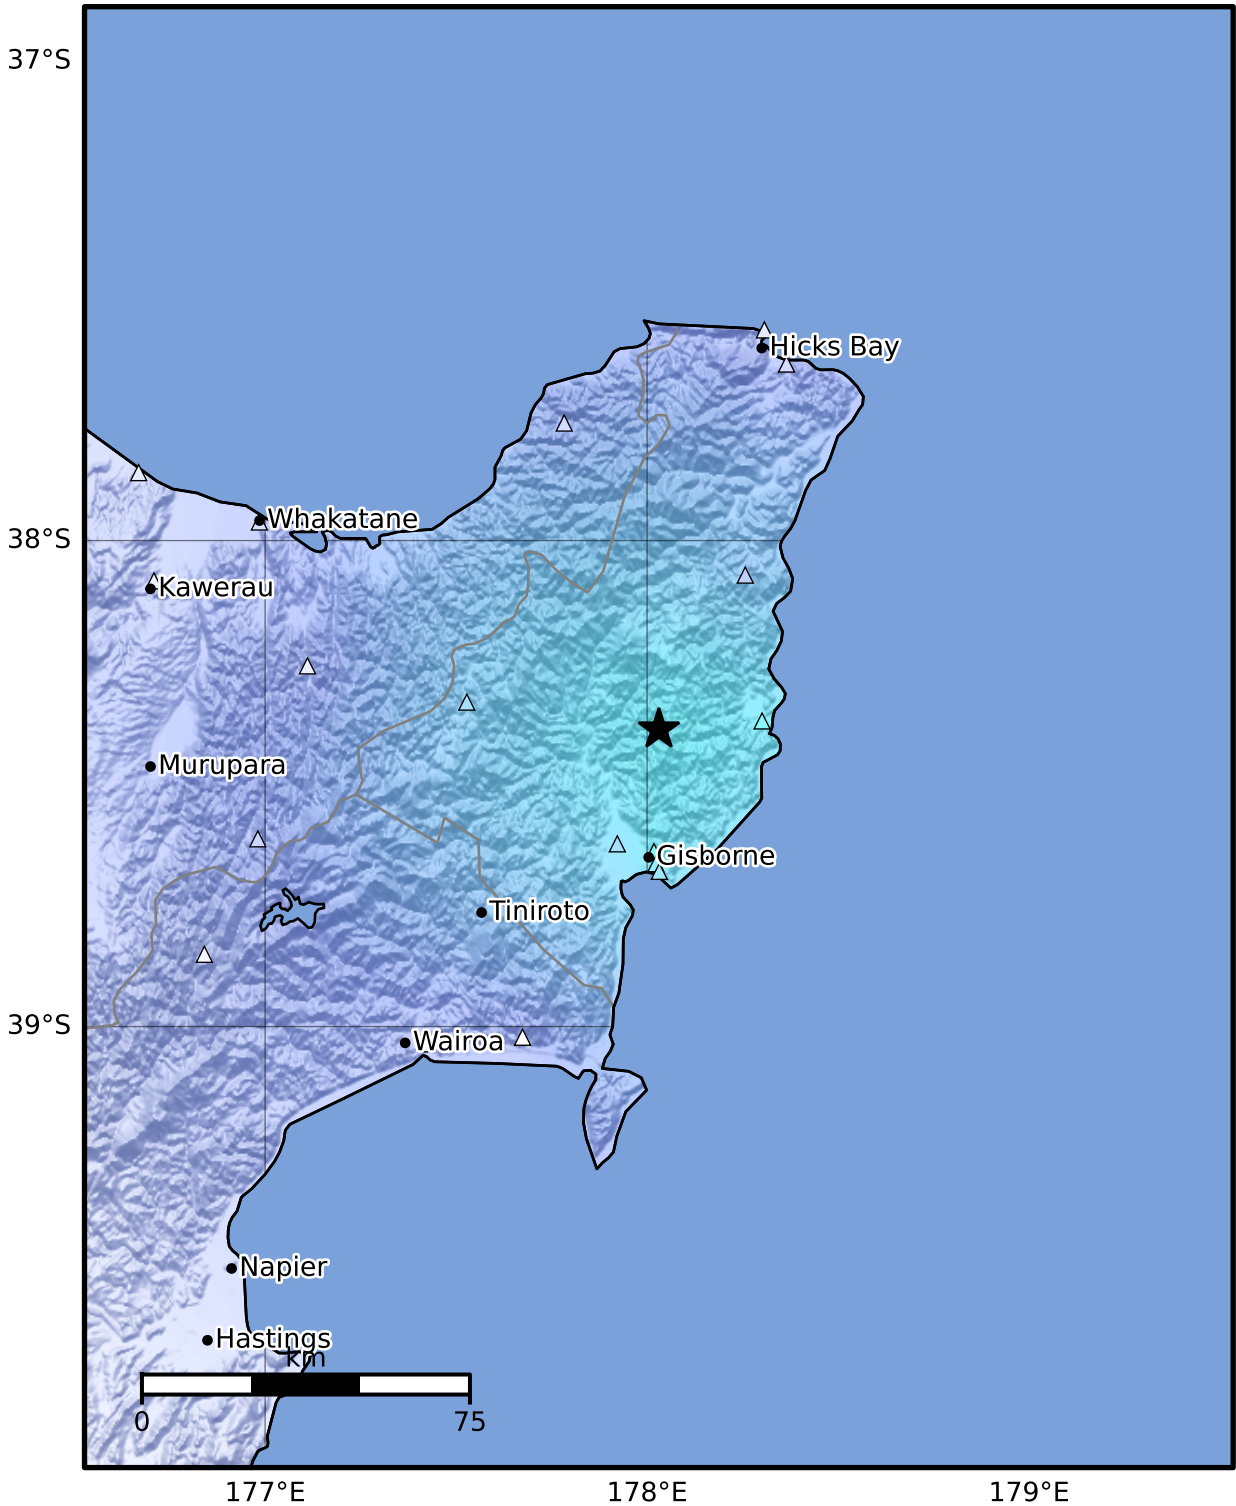 37°S
Hicks Bay
Whakatane
38°S
Kawerau
Murupara
Gisborne
Tiniroto
39°S
Wairoa
Napier
Hastings
km
0 75
177°E 178°E 179°E